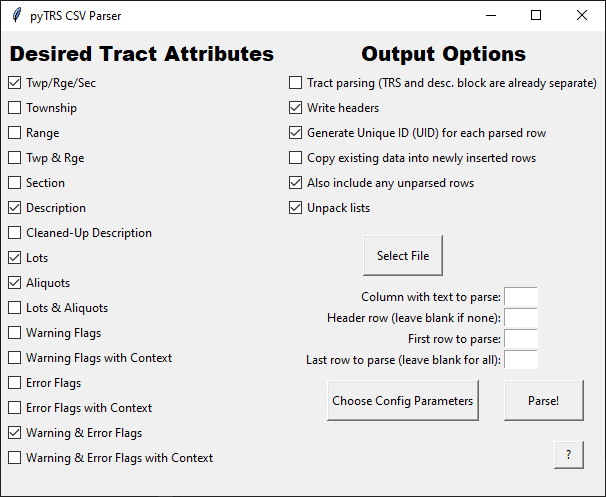 pyTRS CSV Parser
Desired Tract Attributes
Twp/Rge/Sec
Township
Range
Twp & Rge
Section
Description
Cleaned-Up Description
Lots
Aliquots
Lots & Aliquots
Warning Flags
Warning Flags with Context
Error Flags
Error Flags with Context
Warning & Error Flags
Warning & Error Flags with Context
Output Options
Tract parsing (TRS and desc. block are already separate)
Write headers
Generate Unique ID (UID) for each parsed row
Copy existing data into newly inserted rows
Also include any unparsed rows
Unpack lists
Select File
Column with text to parse:
Header row (leave blank if none):
First row to parse:
Last row to parse (leave blank for all):
Choose Config Parameters
Parse!
?